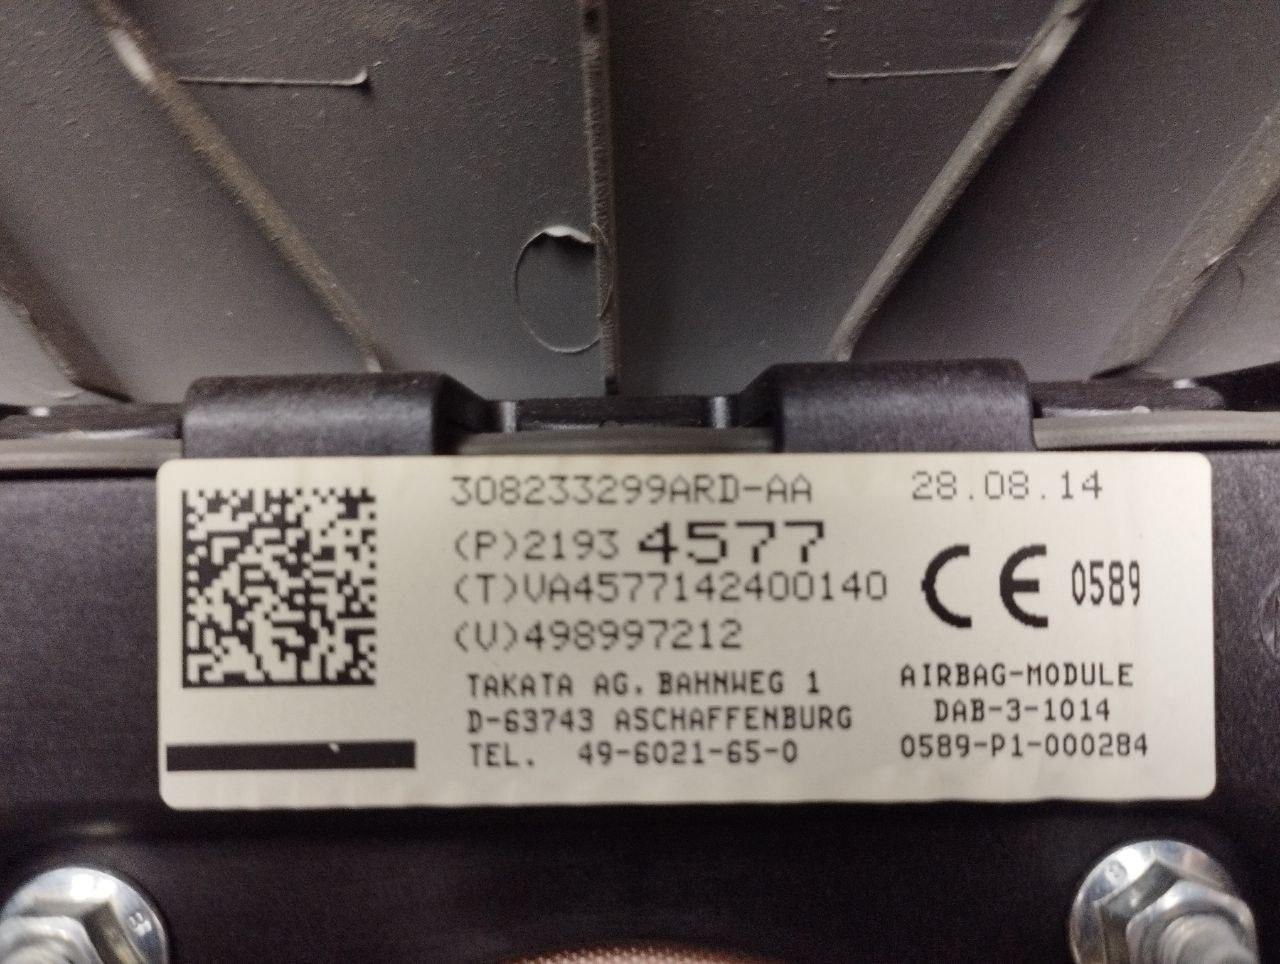 308233299ARD-AA
28.08.14
(P)2193 4577
(T)VA4577142400140
(V)498997212
CE 0589
TAKATA AG. BAHNWEG 1
D-63743 ASCHAFFENBURG
TEL. 49-6021-65-0
AIRBAG-MODULE
DAB-3-1014
0589-P1-000284